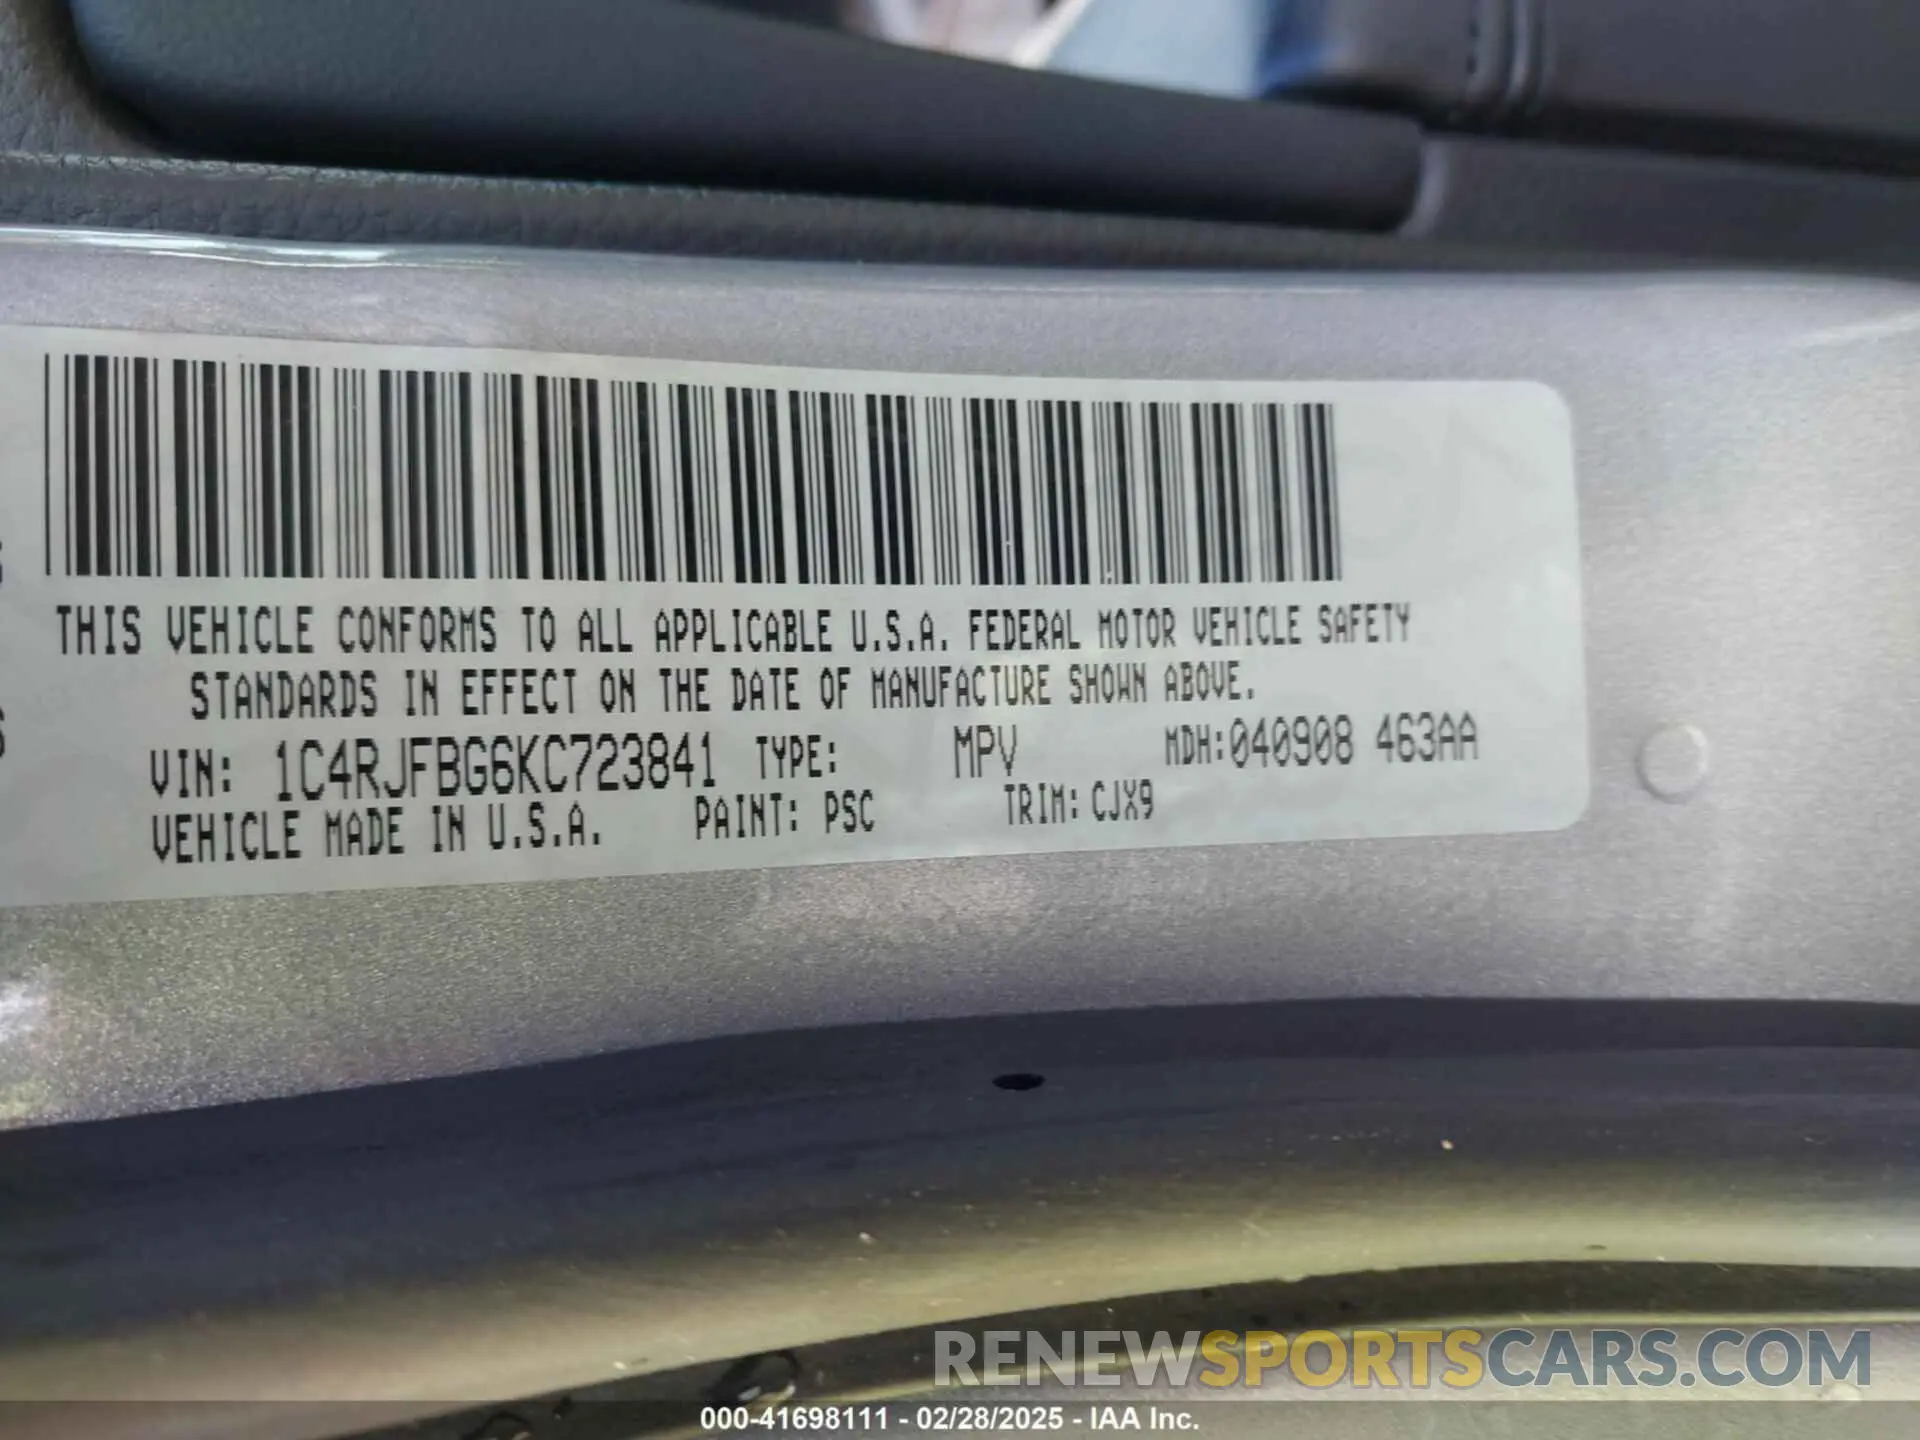 THIS VEHICLE CONFORMS TO ALL APPLICABLE U.S.A. FEDERAL MOTOR VEHICLE SAFETY
STANDARDS IN EFFECT ON THE DATE OF MANUFACTURE SHOWN ABOVE.
VIN: 1C4RJFBG6KC723841 TYPE: MPV MDH:040908 463AA
VEHICLE MADE IN U.S.A. PAINT: PSC TRIM: CJX9
RENEWSPORTSCARS.COM
000-41698111 - 02/28/2025 - IAA Inc.